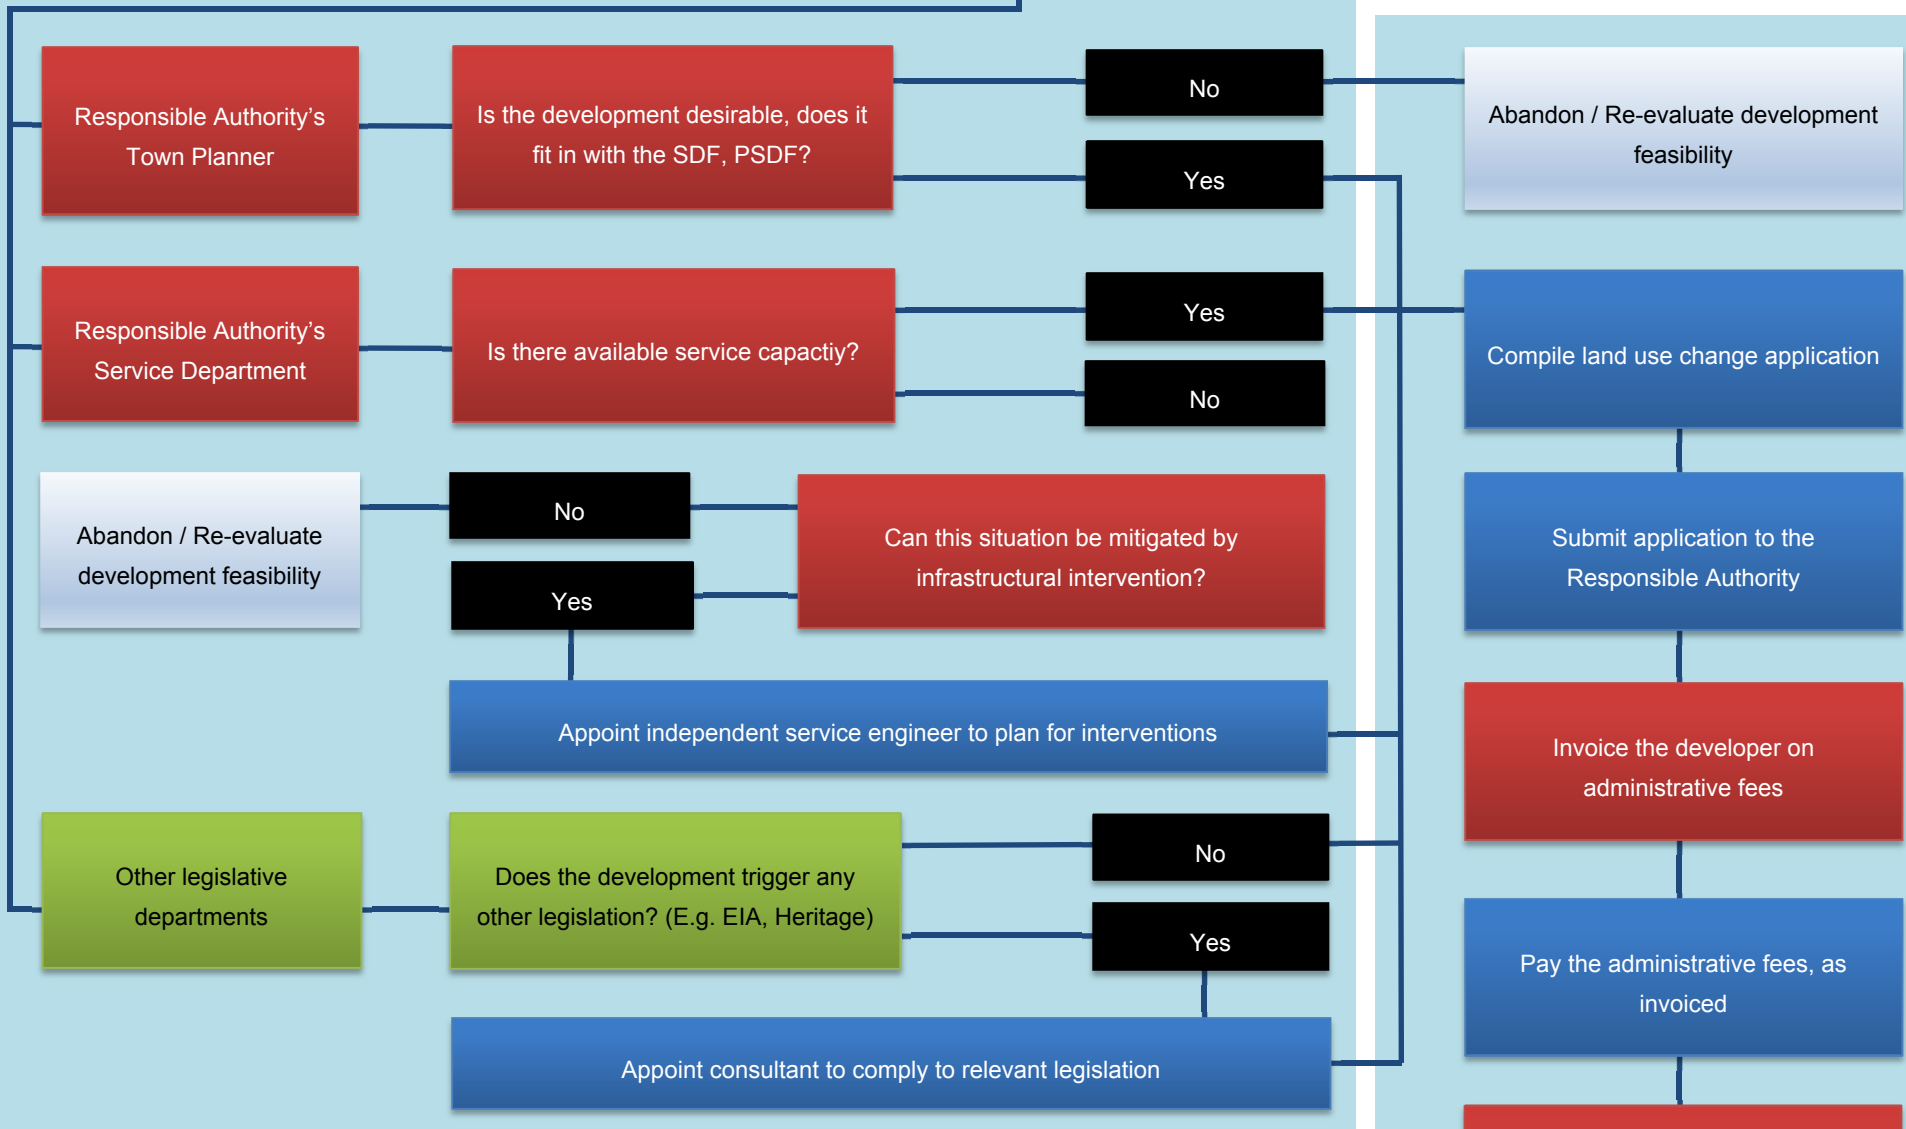 Responsible Authority's
Town Planner
Is the development desirable, does it
fit in with the SDF, PSDF?
No
Yes
Abandon / Re-evaluate development
feasibility
Responsible Authority's
Service Department
Is there available service capactiy?
Yes
No
Compile land use change application
Abandon / Re-evaluate
development feasibility
No
Yes
Can this situation be mitigated by
infrastructural intervention?
Submit application to the
Responsible Authority
Appoint independent service engineer to plan for interventions
Invoice the developer on
administrative fees
Other legislative
departments
Does the development trigger any
other legislation? (E.g. EIA, Heritage)
No
Yes
Pay the administrative fees, as
invoiced
Appoint consultant to comply to relevant legislation